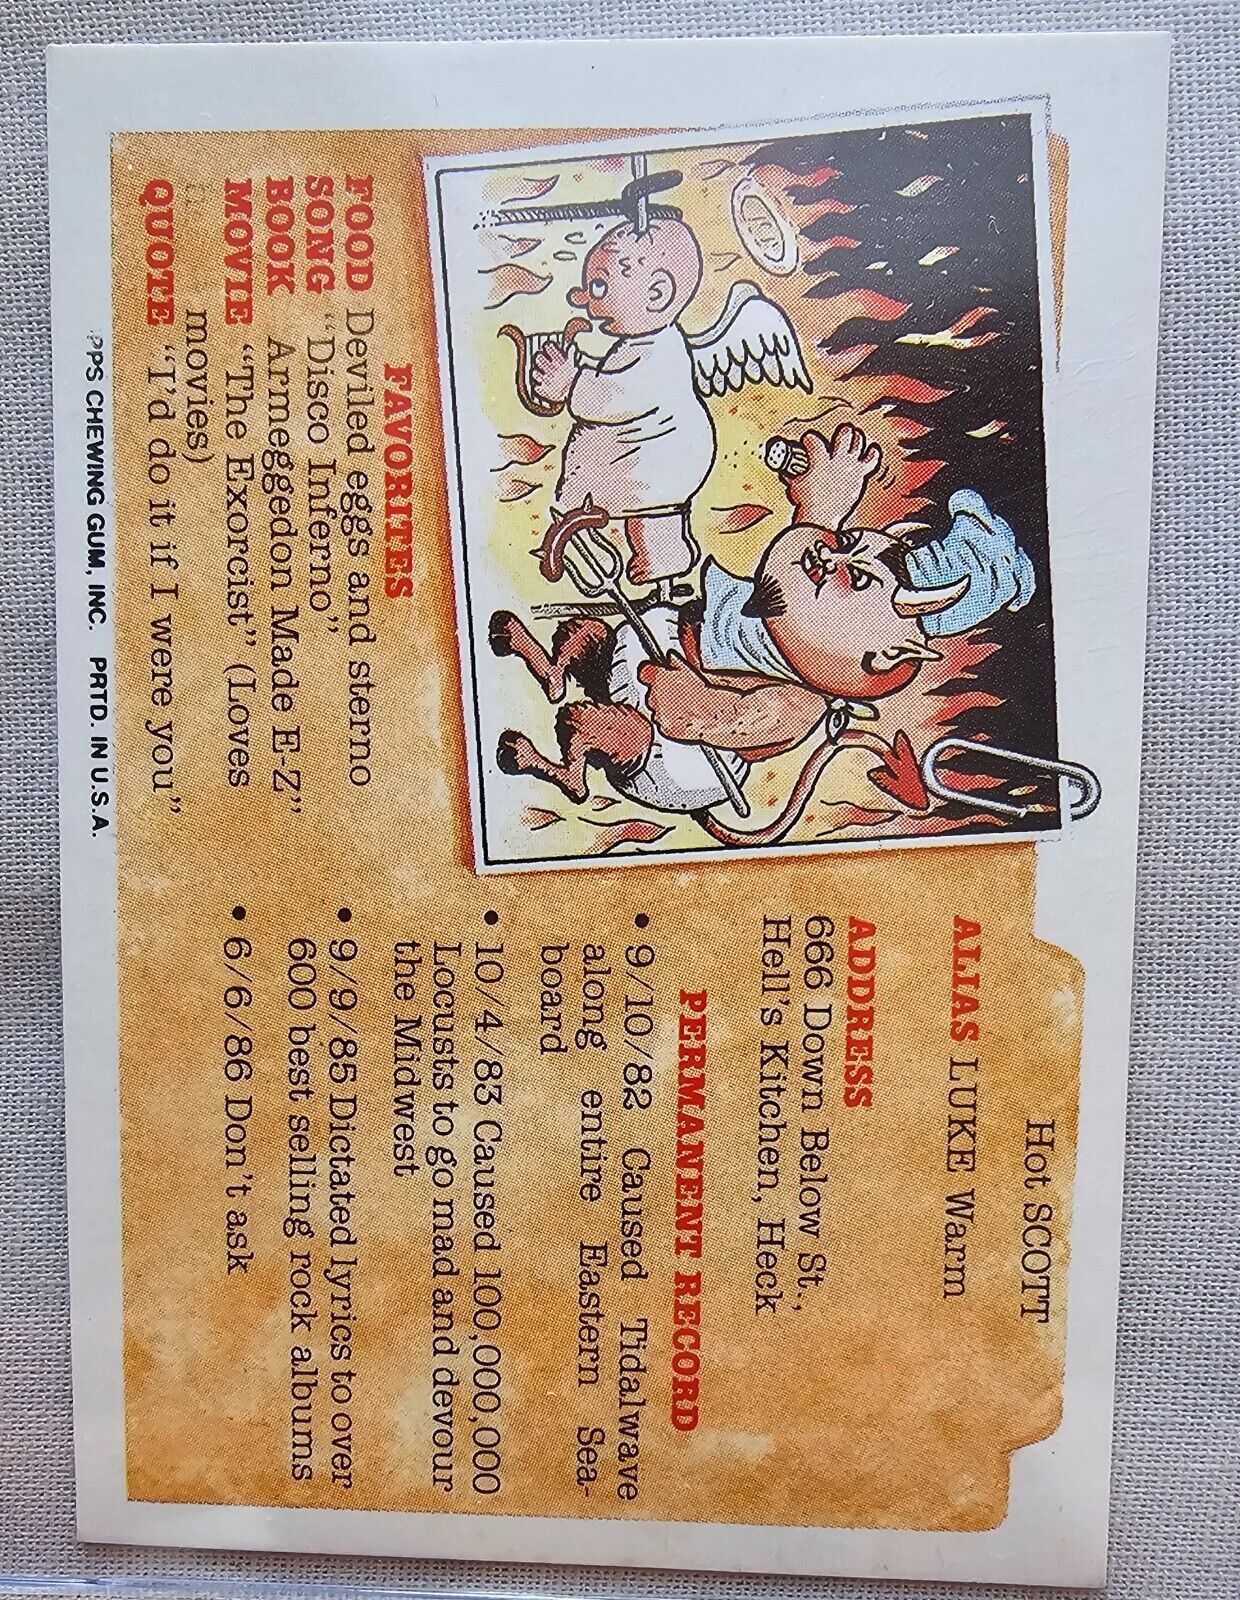 Hot SCOTT
ALIAS LUKE Warm
ADDRESS
666 Down Below St.,
Hell's Kitchen, Heck
PERMANENT RECORD
• 9/10/82 Caused Tidalwave
along entire Eastern Sea-
board
• 10/4/83 Caused 100,000,000
Locusts to go mad and devour
the Midwest
• 9/9/85 Dictated lyrics to over
600 best selling rock albums
• 6/6/86 Don't ask
FAVORITES
FOOD Deviled eggs and sterno
SONG "Disco Inferno"
BOOK Armeggedon Made E-Z"
MOVIE "The Exorcist" (Loves
movies)
QUOTE "I'd do it if I were you"
PPS CHEWING GUM, INC. PRTD. IN U.S.A.